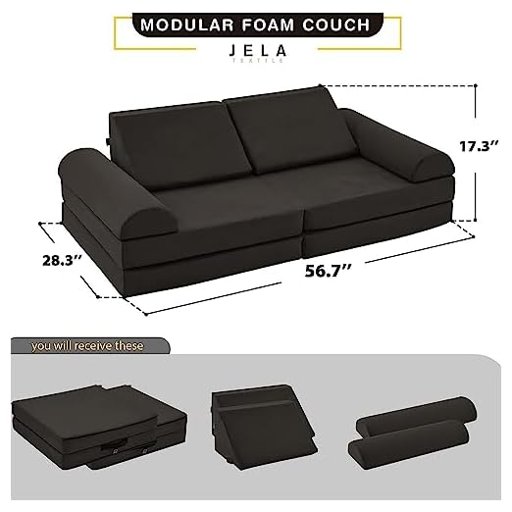 MODULAR FOAM COUCH
JELA
TEXTILE
17.3"
28.3"
56.7"
you will receive these